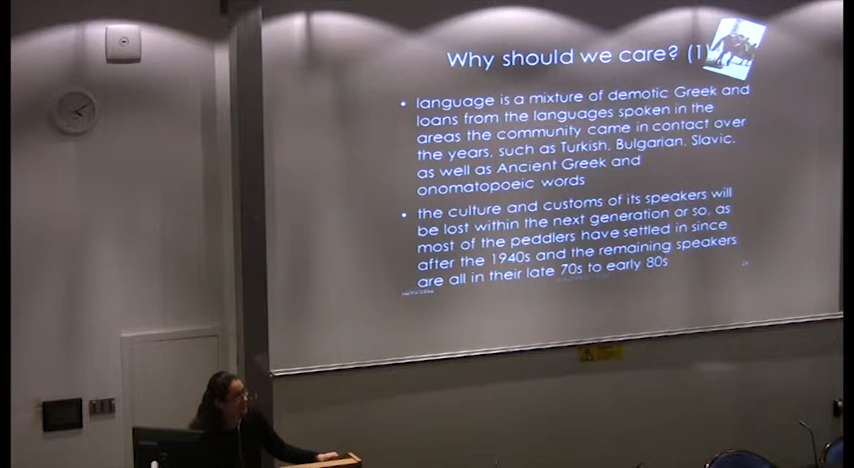 Why should we care? (1)
• language is a mixture of demotic Greek and
loans from the languages spoken in the
areas the community came in contact over
the years, such as Turkish, Bulgarian, Slavic,
as well as Ancient Greek and
onomatopoeic words
• the culture and customs of its speakers will
be lost within the next generation or so, as
most of the peddlers have settled in since
after the 1940s and the remaining speakers
are all in their late 70s to early 80s